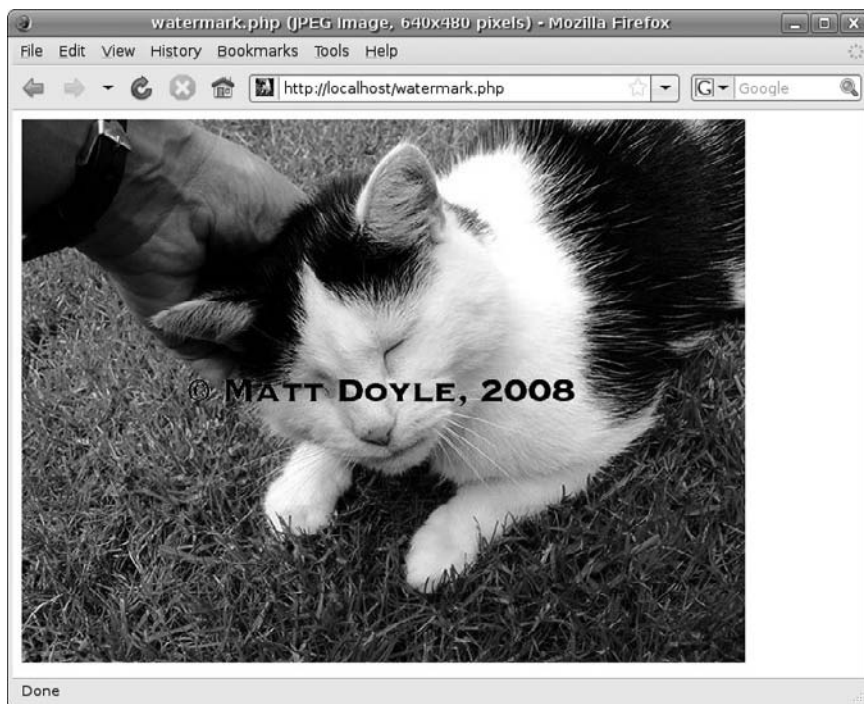 watermark.php (JPEG Image, 640x480 pixels) - Mozilla Firefox
File Edit View History Bookmarks Tools Help
http://localhost/watermark.php
G
Google
© MATT DOYLE, 2008
Done